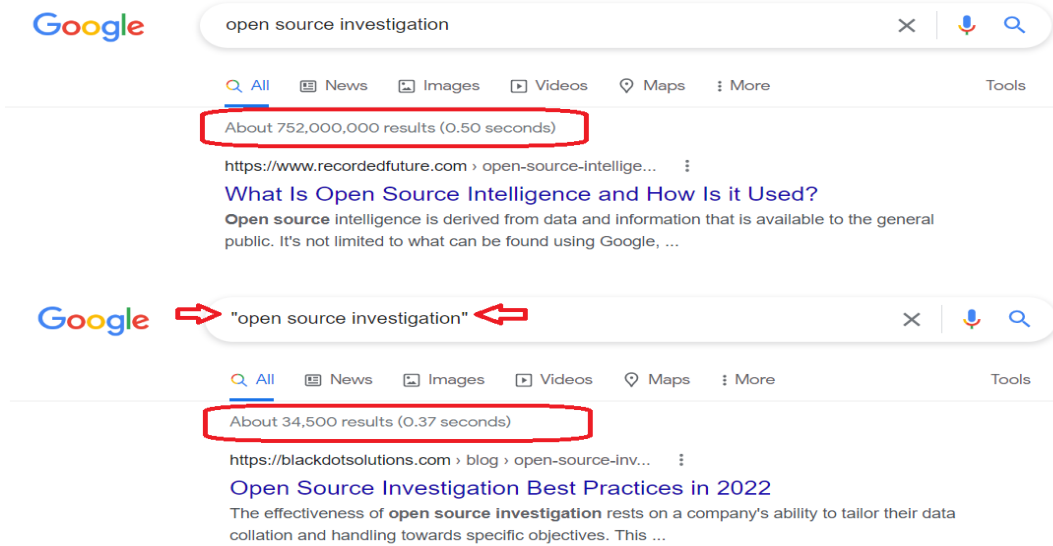 Google open source investigation
All News Images Videos Maps More Tools
About 752,000,000 results (0.50 seconds)
https://www.recordedfuture.com › open-source-intellige...
What Is Open Source Intelligence and How Is it Used?
Open source intelligence is derived from data and information that is available to the general
public. It's not limited to what can be found using Google, ...
Google "open source investigation"
All News Images Videos Maps More Tools
About 34,500 results (0.37 seconds)
https://blackdotsolutions.com › blog › open-source-inv...
Open Source Investigation Best Practices in 2022
The effectiveness of open source investigation rests on a company's ability to tailor their data
collation and handling towards specific objectives. This ...